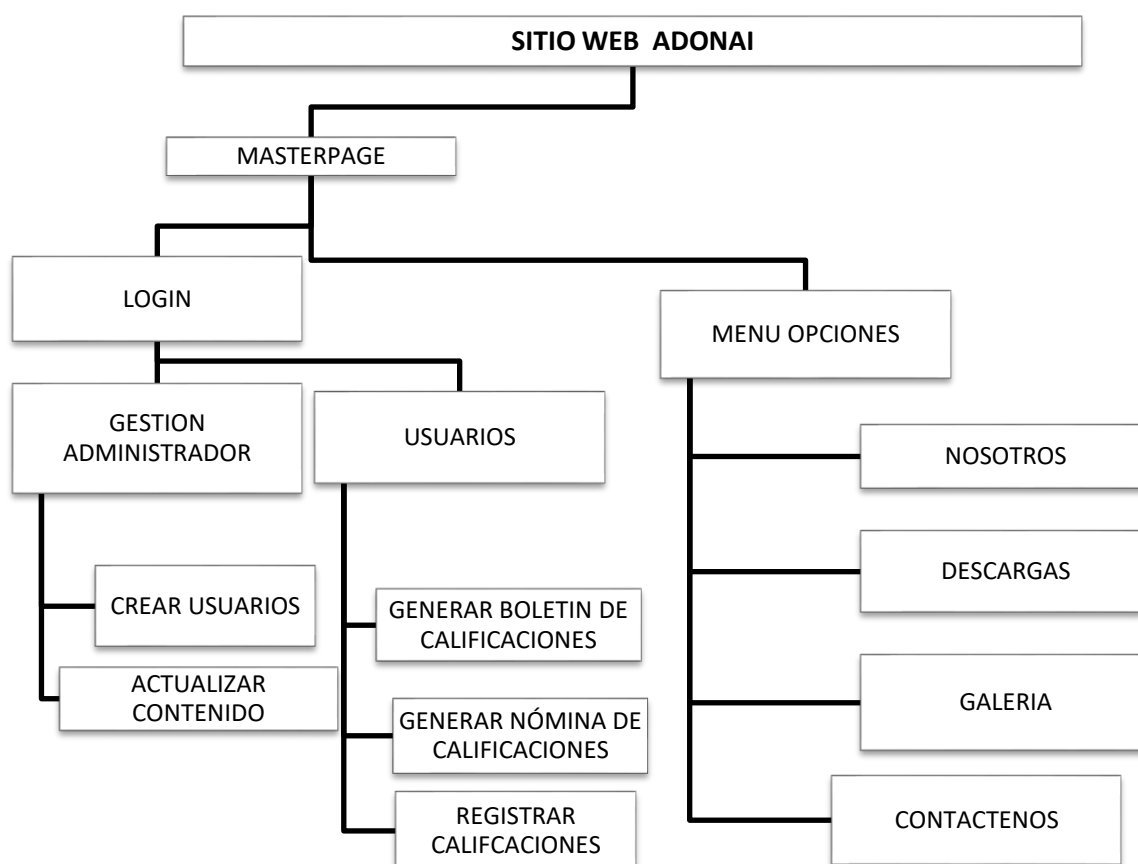 SITIO WEB  ADONAI
MASTERPAGE
LOGIN
MENU OPCIONES
GESTION
ADMINISTRADOR
USUARIOS
NOSOTROS
DESCARGAS
CREAR USUARIOS
GENERAR BOLETIN DE
CALIFICACIONES
ACTUALIZAR
CONTENIDO
GALERIA
GENERAR NÓMINA DE
CALIFICACIONES
REGISTRAR
CALIFCACIONES
CONTACTENOS